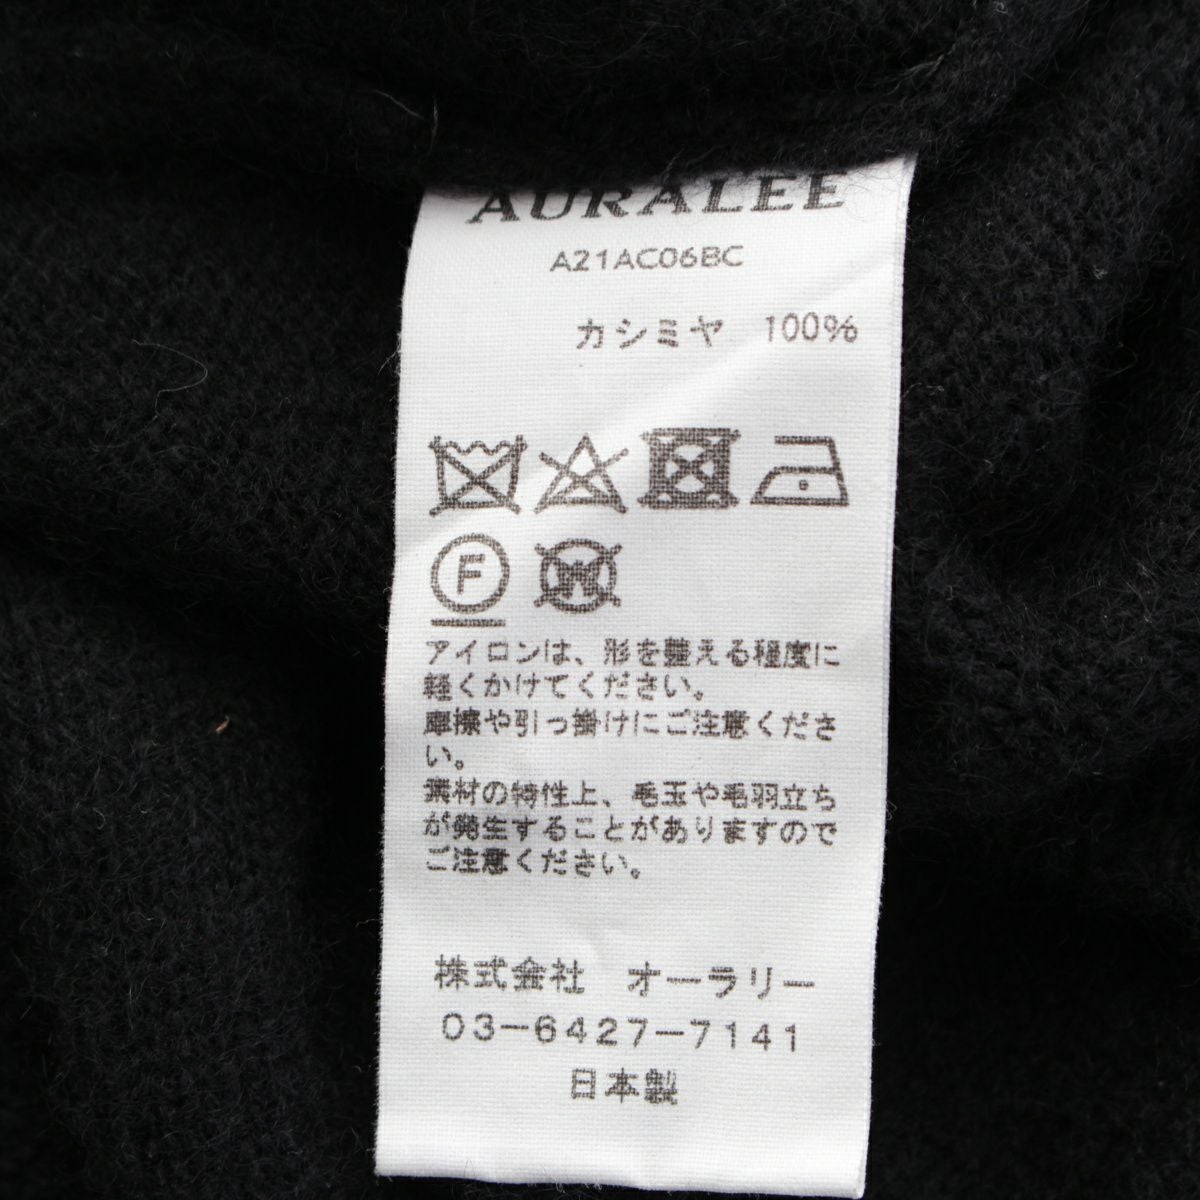 AURALEE
A21AC06BC
カシミヤ 100%
F
W
アイロンは、形を整える程度に
軽くかけてください。
摩擦や引っ掛けにご注意くださ
い。
素材の特性上、毛玉や毛羽立ち
が発生することがありますので
ご注意ください。
株式会社 オーラリー
03-6427-7141
日本製